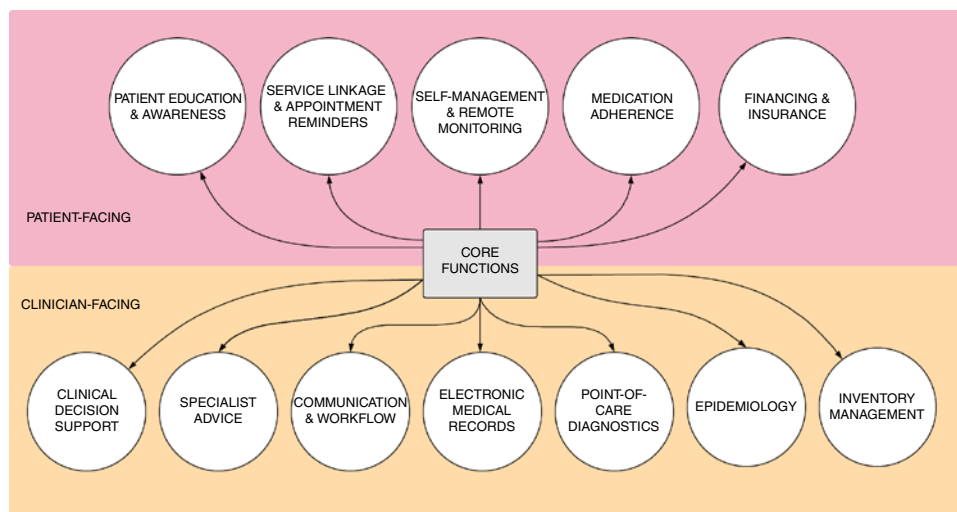 PATIENT EDUCATION
& AWARENESS
SERVICE LINKAGE
& APPOINTMENT
REMINDERS
SELF-MANAGEMENT
& REMOTE
MONITORING
MEDICATION
ADHERENCE
FINANCING &
INSURANCE
PATIENT-FACING
CORE
FUNCTIONS
CLINICIAN-FACING
CLINICAL
DECISION
SUPPORT
SPECIALIST
ADVICE
COMMUNICATION
& WORKFLOW
ELECTRONIC
MEDICAL
RECORDS
POINT-OF-
CARE
DIAGNOSTICS
EPIDEMIOLOGY
INVENTORY
MANAGEMENT